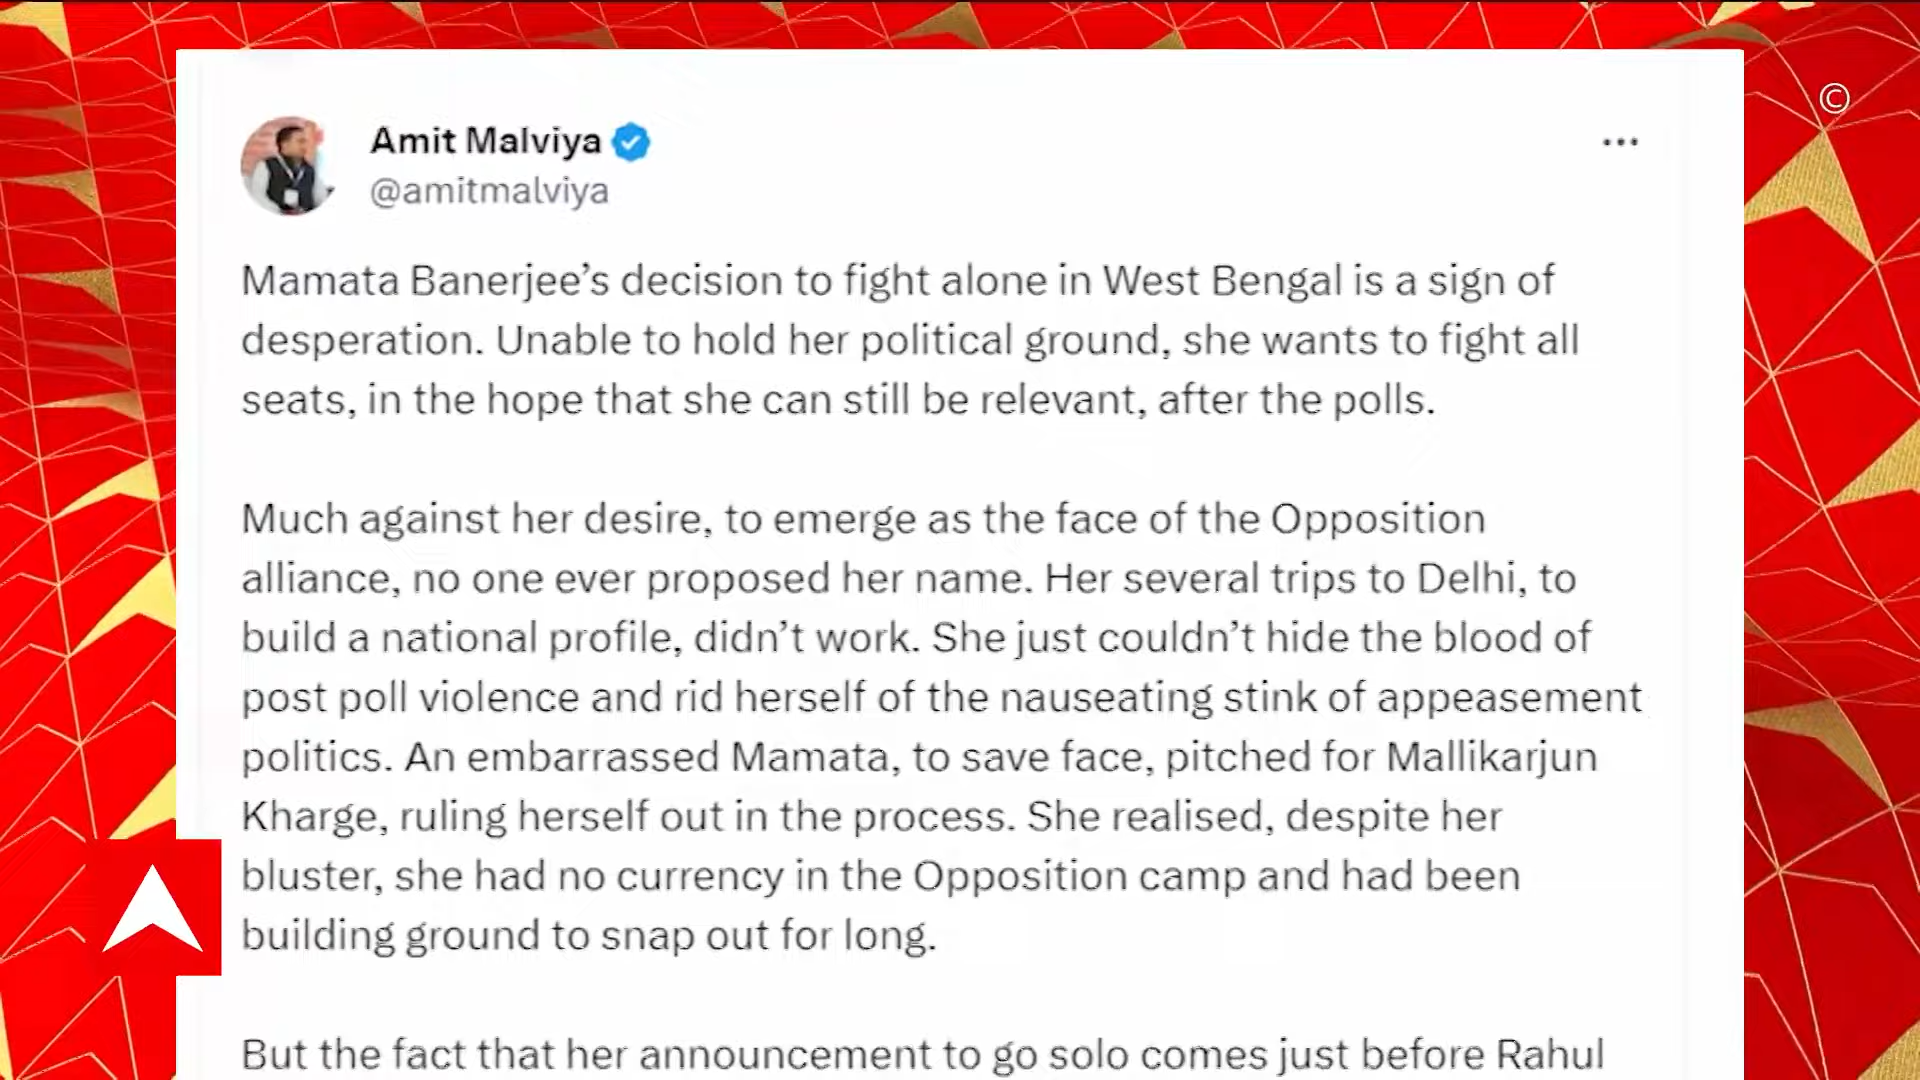 ©
Amit Malviya
@amitmalviya
Mamata Banerjee’s decision to fight alone in West Bengal is a sign of
desperation. Unable to hold her political ground, she wants to fight all
seats, in the hope that she can still be relevant, after the polls.
Much against her desire, to emerge as the face of the Opposition
alliance, no one ever proposed her name. Her several trips to Delhi, to
build a national profile, didn’t work. She just couldn’t hide the blood of
post poll violence and rid herself of the nauseating stink of appeasement
politics. An embarrassed Mamata, to save face, pitched for Mallikarjun
Kharge, ruling herself out in the process. She realised, despite her
bluster, she had no currency in the Opposition camp and had been
building ground to snap out for long.
But the fact that her announcement to go solo comes just before Rahul